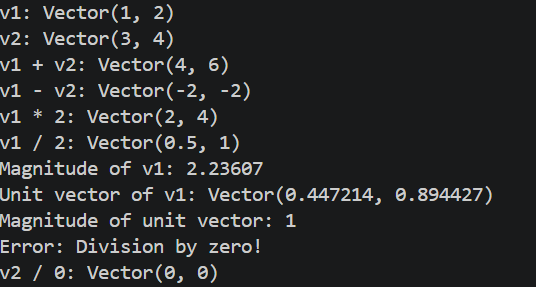 v1: Vector(1, 2)
v2: Vector(3, 4)
v1 + v2: Vector(4, 6)
v1 - v2: Vector(-2, -2)
v1 * 2: Vector(2, 4)
v1 / 2: Vector(0.5, 1)
Magnitude of v1: 2.23607
Unit vector of v1: Vector(0.447214, 0.894427)
Magnitude of unit vector: 1
Error: Division by zero!
v2 / 0: Vector(0, 0)